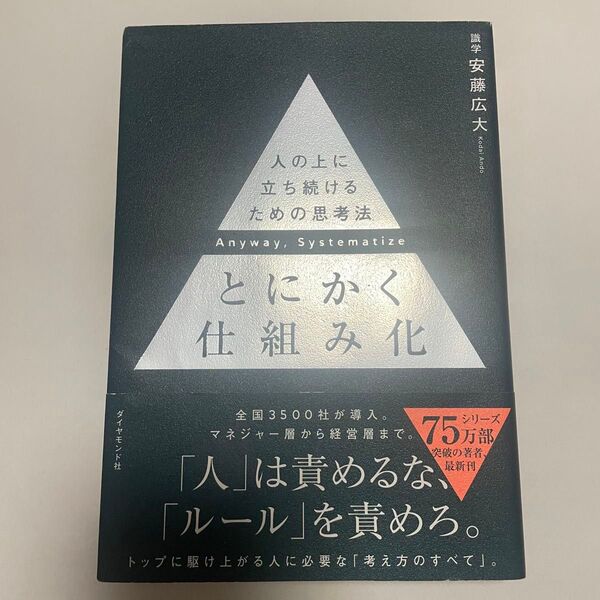 識学 安藤広大
Kodai Ando
人の上に
立ち続ける
ための思考法
Anyway, Systematize
とにかく
仕組み化
ダイヤモンド社
全国3500社が導入。
マネジャー層から経営層まで。
シリーズ
75万部
突破の著者、
最新刊
「人」は責めるな、
「ルール」を責めろ。
トップに駆け上がる人に必要な「考え方のすべて」。